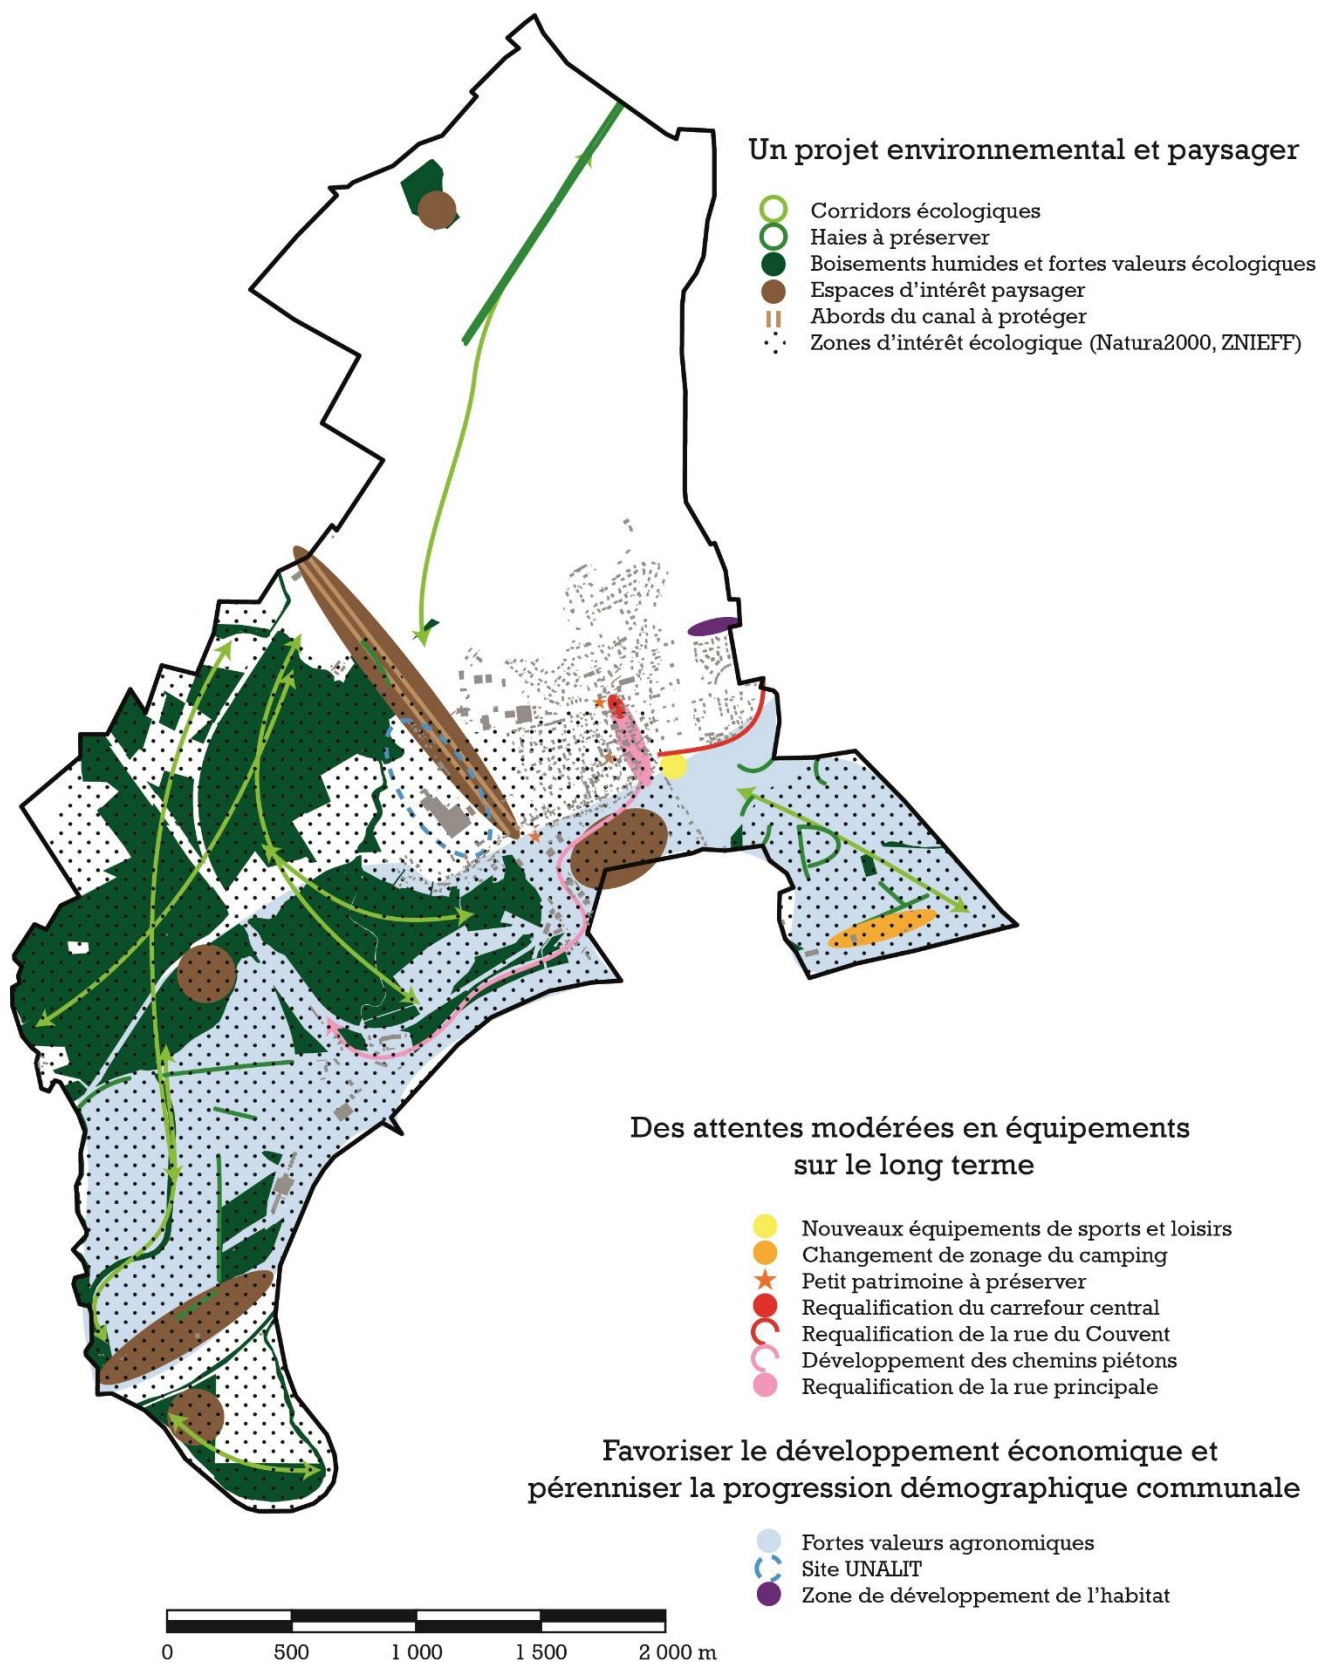 Un projet environnemental et paysager
Corridors écologiques
Haies à préserver
Boisements humides et fortes valeurs écologiques
Espaces d'intérêt paysager
Abords du canal à protéger
Zones d'intérêt écologique (Natura2000, ZNIEFF)
Des attentes modérées en équipements
sur le long terme
Nouveaux équipements de sports et loisirs
Changement de zonage du camping
Petit patrimoine à préserver
Requalification du carrefour central
Requalification de la rue du Couvent
Développement des chemins piétons
Requalification de la rue principale
Favoriser le développement économique et
pérenniser la progression démographique communale
Fortes valeurs agronomiques
Site UNALIT
Zone de développement de l'habitat
0 500 1 000 1 500 2 000 m